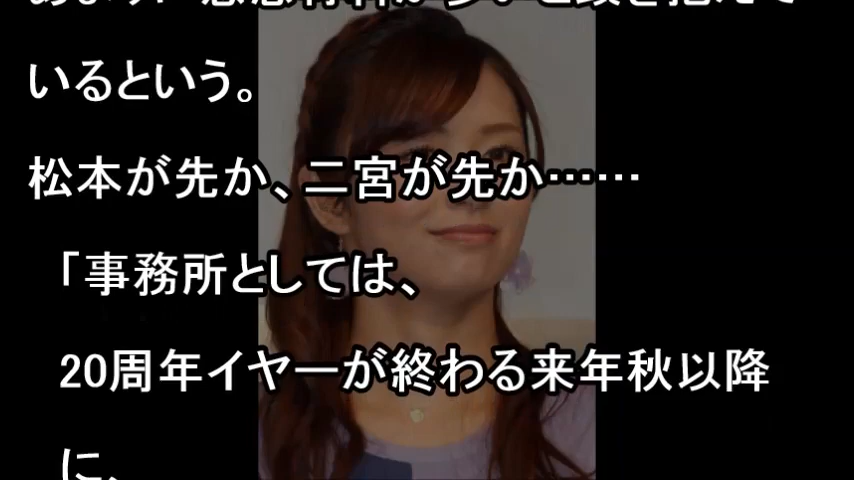 いるという。
松本が先か、二宮が先か……
「事務所としては、
20周年イヤーが終わる来年秋以降
に、